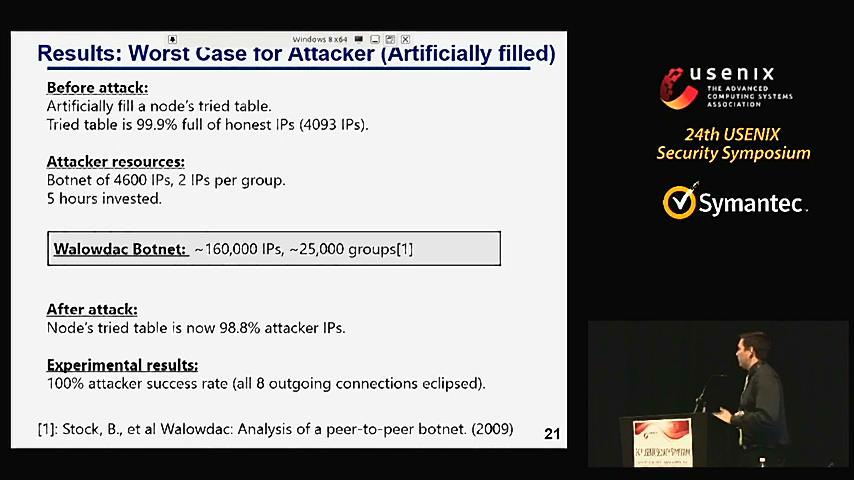 Windows 8 x64
Results: Worst Case for Attacker (Artificially filled)
Before attack:
Artificially fill a node's tried table.
Tried table is 99.9% full of honest IPs (4093 IPs).
Attacker resources:
Botnet of 4600 IPs, 2 IPs per group.
5 hours invested.
Walowdac Botnet: ~160,000 IPs, ~25,000 groups[1]
After attack:
Node's tried table is now 98.8% attacker IPs.
Experimental results:
100% attacker success rate (all 8 outgoing connections eclipsed).
[1]: Stock, B., et al Walowdac: Analysis of a peer-to-peer botnet. (2009)
21
usenix
THE ADVANCED
COMPUTING SYSTEMS
ASSOCIATION
24th USENIX
Security Symposium
Symantec.
24th USENIX SECURITY SYMPOSIUM